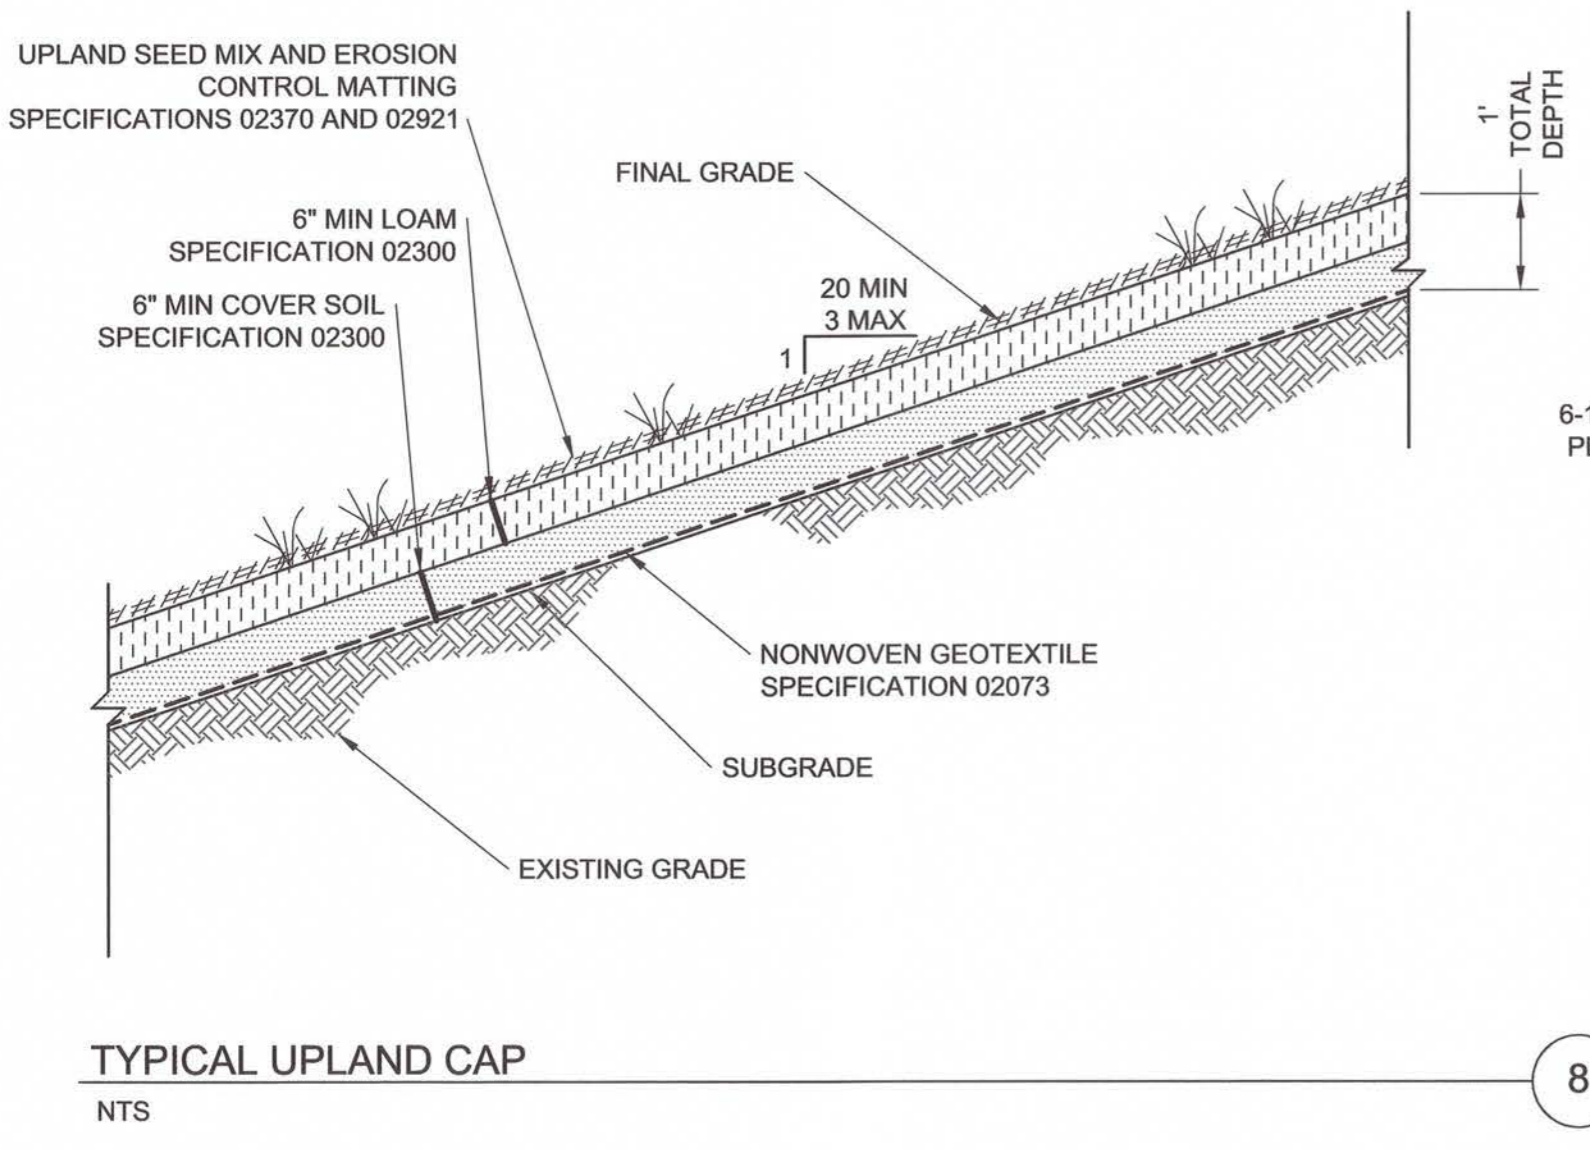 UPLAND SEED MIX AND EROSION
CONTROL MATTING
SPECIFICATIONS 02370 AND 02921
6" MIN LOAM
SPECIFICATION 02300
6" MIN COVER SOIL
SPECIFICATION 02300
FINAL GRADE
20 MIN
3 MAX
1
1'
TOTAL
DEPTH
NONWOVEN GEOTEXTILE
SPECIFICATION 02073
SUBGRADE
EXISTING GRADE
TYPICAL UPLAND CAP
NTS
8